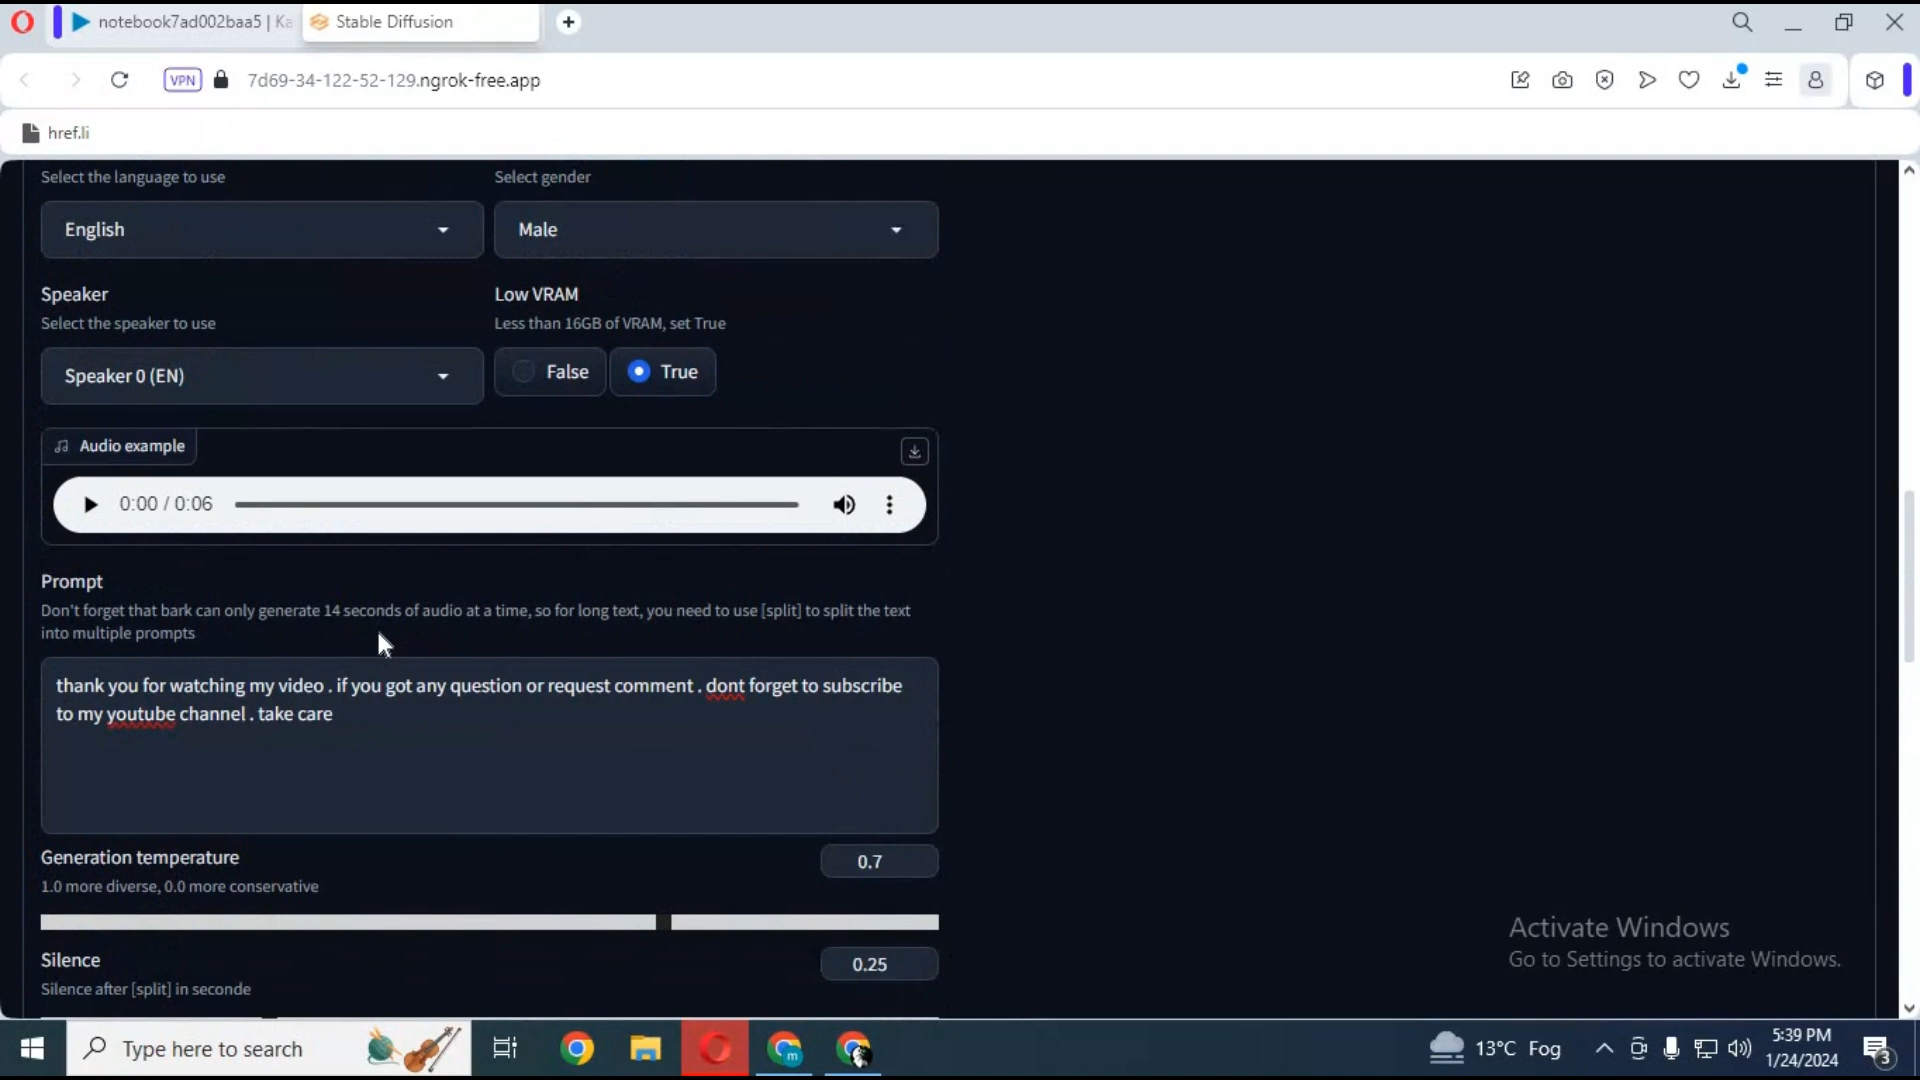 notebook7ad002baa5 | Ka
Stable Diffusion
VPN
7d69-34-122-52-129.ngrok-free.app
href.li
Select the language to use
Select gender
English
Male
Speaker
Low VRAM
Select the speaker to use
Less than 16GB of VRAM, set True
Speaker 0 (EN)
False
True
Audio example
0:00 / 0:06
Prompt
Don't forget that bark can only generate 14 seconds of audio at a time, so for long text, you need to use [split] to split the text
into multiple prompts
thank you for watching my video . if you got any question or request comment . dont forget to subscribe
to my youtube channel . take care
Generation temperature
0.7
1.0 more diverse, 0.0 more conservative
Silence
0.25
Silence after [split] in seconde
Activate Windows
Go to Settings to activate Windows.
Type here to search
m
13°C Fog
5:39 PM
1/24/2024
3